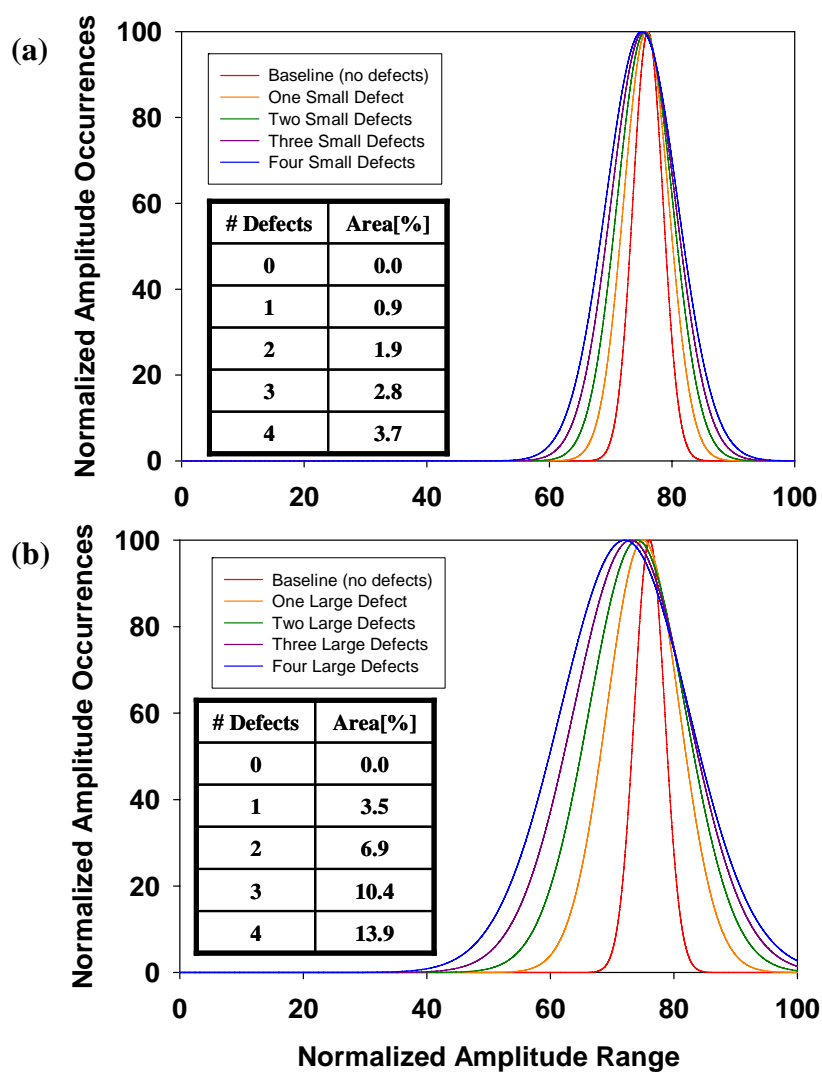 (a)
Normalized Amplitude Occurrences
100
80
60
40
20
0
Baseline (no defects)
One Small Defect
Two Small Defects
Three Small Defects
Four Small Defects
# Defects Area[%]
0 0.0
1 0.9
2 1.9
3 2.8
4 3.7
0 20 40 60 80 100
(b)
Normalized Amplitude Occurrences
100
80
60
40
20
0
Baseline (no defects)
One Large Defect
Two Large Defects
Three Large Defects
Four Large Defects
# Defects Area[%]
0 0.0
1 3.5
2 6.9
3 10.4
4 13.9
0 20 40 60 80 100
Normalized Amplitude Range